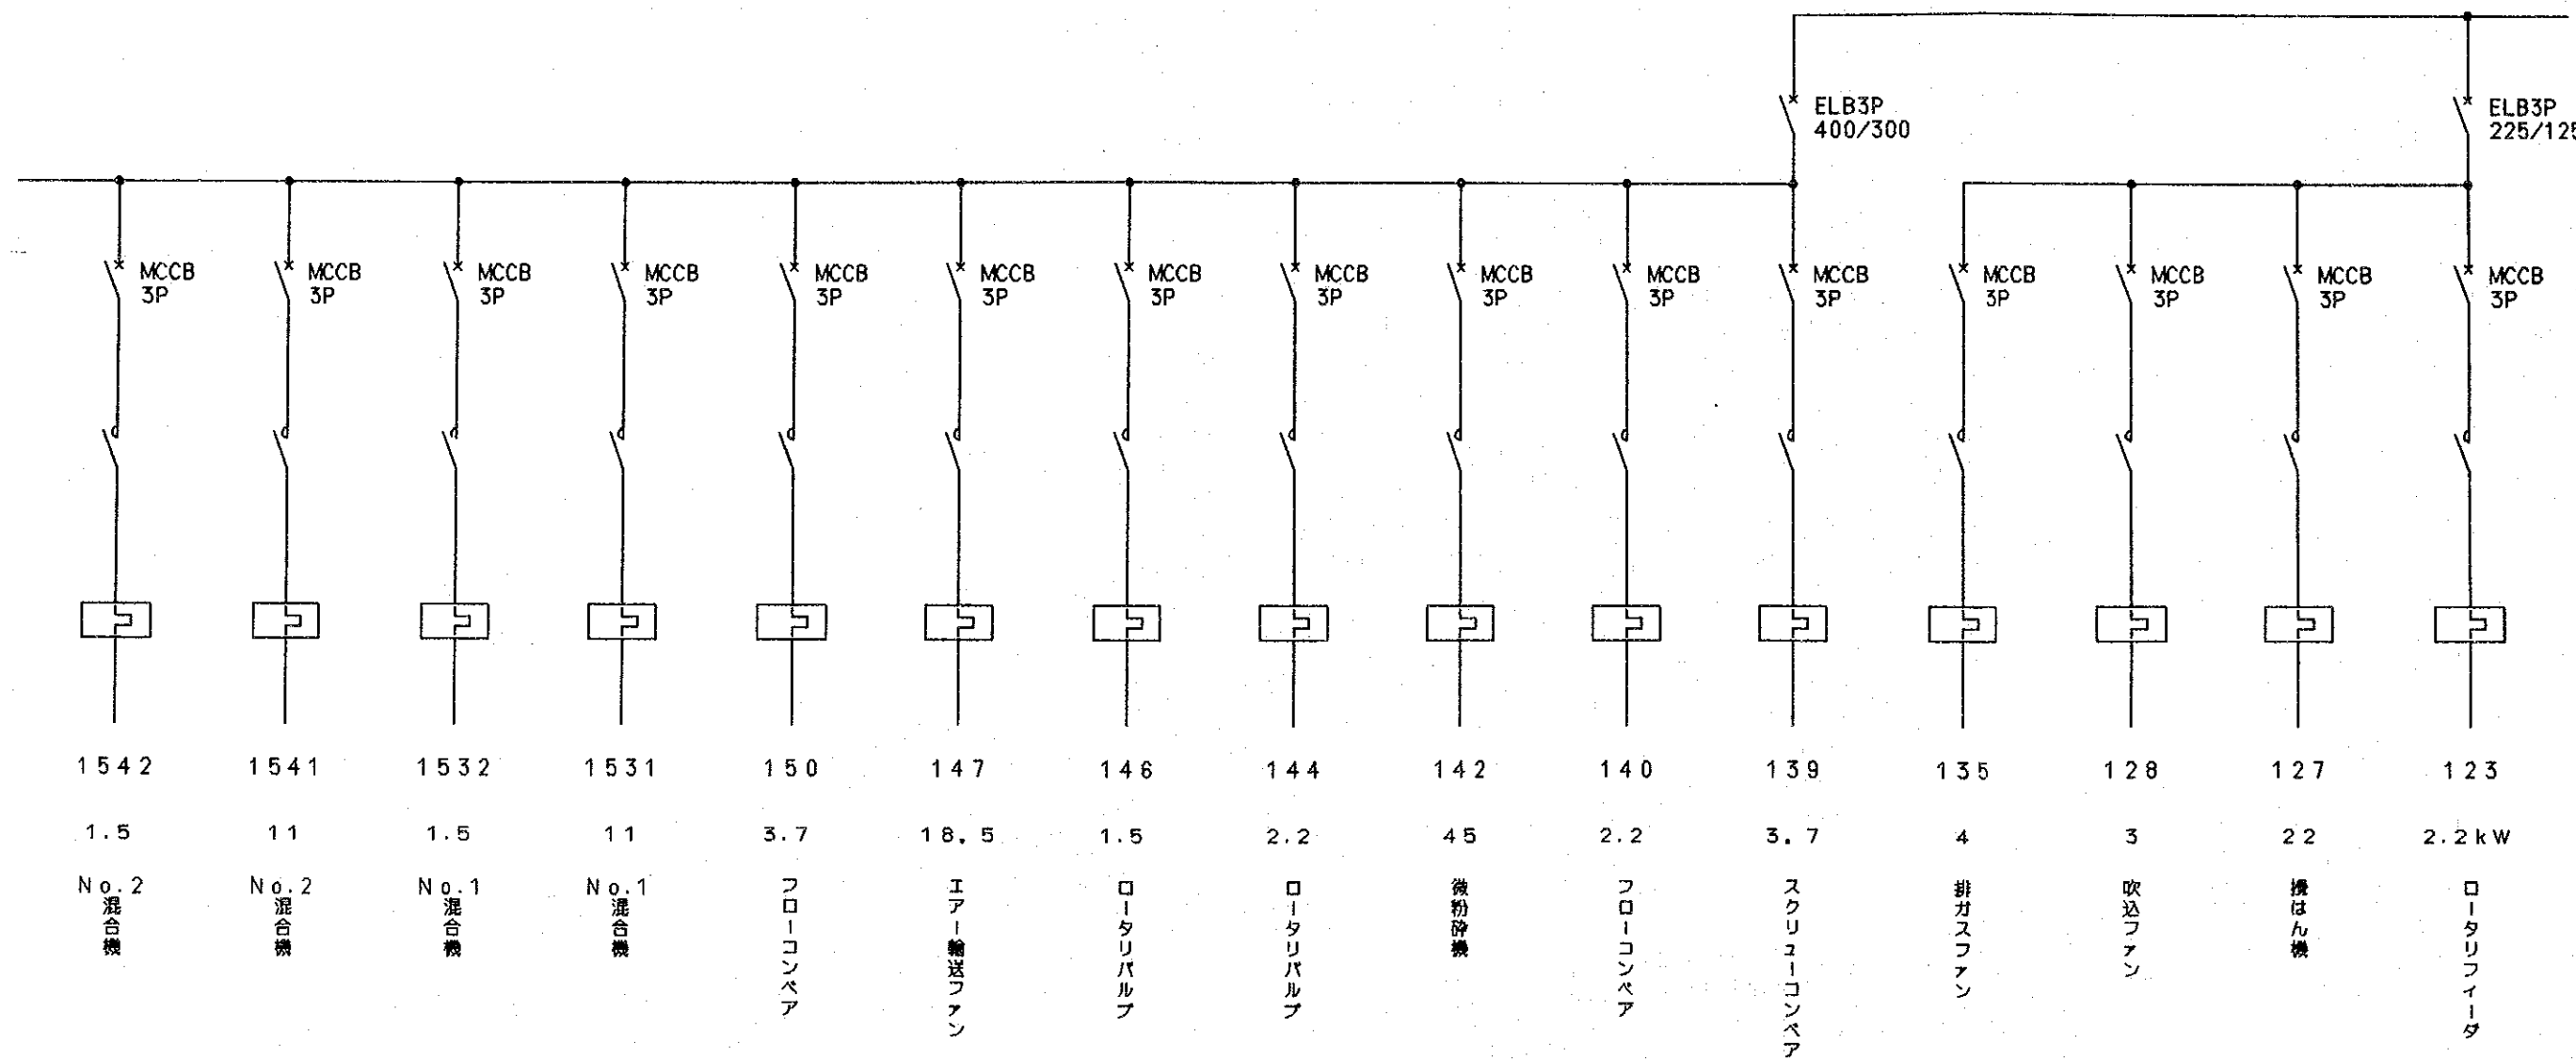 ELB3P
400/300
ELB3P
225/125
MCCB
3P
MCCB
3P
MCCB
3P
MCCB
3P
MCCB
3P
MCCB
3P
MCCB
3P
MCCB
3P
MCCB
3P
MCCB
3P
MCCB
3P
MCCB
3P
MCCB
3P
MCCB
3P
MCCB
3P
1542
1541
1532
1531
150
147
146
144
142
140
139
135
128
127
123
1.5
11
1.5
11
3.7
18.5
1.5
2.2
45
2.2
3.7
4
3
22
2.2kW
No.2
混合機
No.2
混合機
No.1
混合機
No.1
混合機
フローコンベア
エアー輸送ファン
ロータリバルブ
ロータリバルブ
微粉砕機
フローコンベア
スクリューコンベア
排ガスファン
吹込ファン
攪はん機
ロータリフィーダ